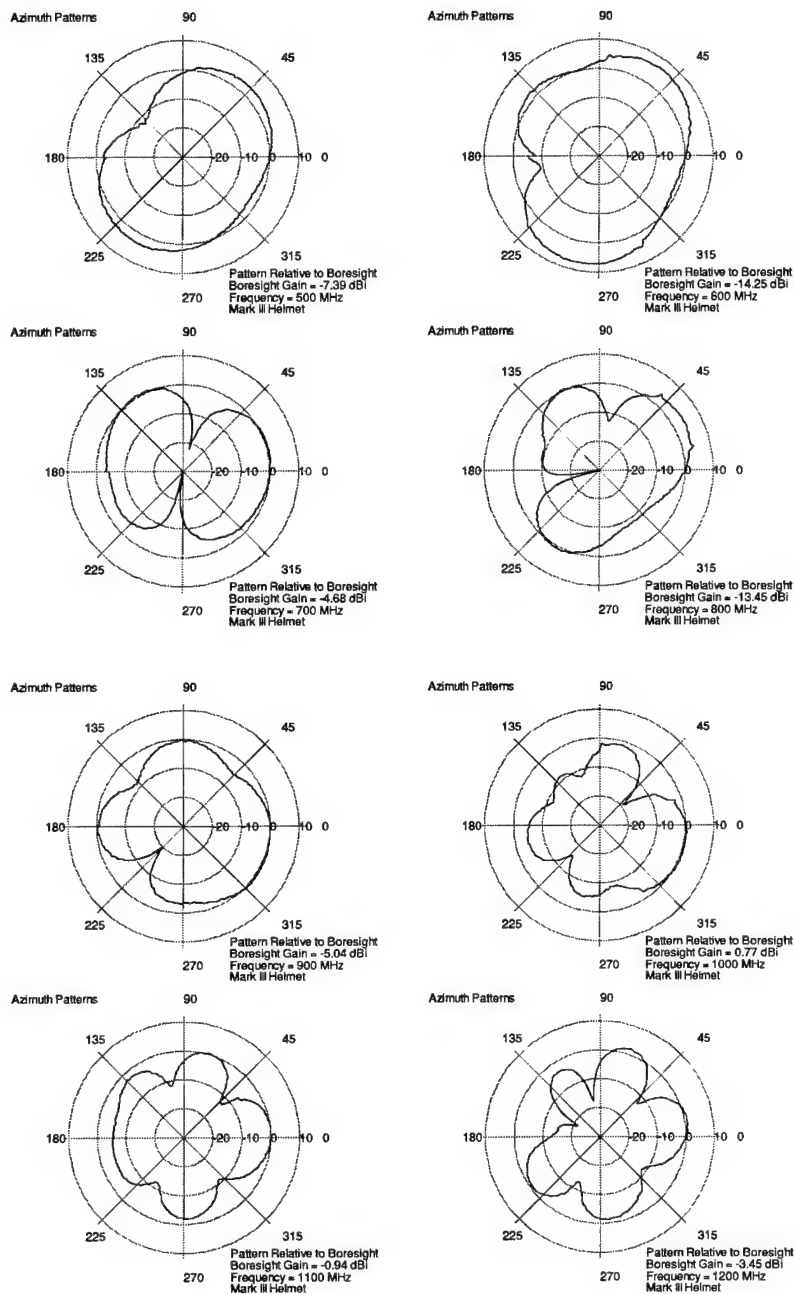 Azimuth Patterns
90
135
45
180
-20 -10 0 10 0
225
315
270
Pattern Relative to Boresight
Boresight Gain = -7.39 dBi
Frequency = 500 MHz
Mark III Helmet
Azimuth Patterns
90
135
45
180
-20 -10 0 10 0
225
315
270
Pattern Relative to Boresight
Boresight Gain = -14.25 dBi
Frequency = 600 MHz
Mark III Helmet
Azimuth Patterns
90
135
45
180
-20 -10 0 10 0
225
315
270
Pattern Relative to Boresight
Boresight Gain = -4.68 dBi
Frequency = 700 MHz
Mark III Helmet
Azimuth Patterns
90
135
45
180
-20 -10 0 10 0
225
315
270
Pattern Relative to Boresight
Boresight Gain = -13.45 dBi
Frequency = 800 MHz
Mark III Helmet
Azimuth Patterns
90
135
45
180
-20 -10 0 10 0
225
315
270
Pattern Relative to Boresight
Boresight Gain = -5.04 dBi
Frequency = 900 MHz
Mark III Helmet
Azimuth Patterns
90
135
45
180
-20 -10 0 10 0
225
315
270
Pattern Relative to Boresight
Boresight Gain = 0.77 dBi
Frequency = 1000 MHz
Mark III Helmet
Azimuth Patterns
90
135
45
180
-20 -10 0 10 0
225
315
270
Pattern Relative to Boresight
Boresight Gain = -0.94 dBi
Frequency = 1100 MHz
Mark III Helmet
Azimuth Patterns
90
135
45
180
-20 -10 0 10 0
225
315
270
Pattern Relative to Boresight
Boresight Gain = -3.45 dBi
Frequency = 1200 MHz
Mark III Helmet